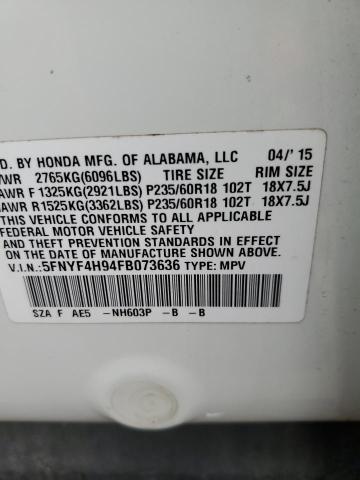 D. BY HONDA MFG. OF ALABAMA, LLC 04/'15
WR 2765KG(6096LBS) TIRE SIZE RIM SIZE
AWR F 1325KG(2921LBS) P235/60R18 102T 18X7.5J
AWR R1525KG(3362LBS) P235/60R18 102T 18X7.5J
THIS VEHICLE CONFORMS TO ALL APPLICABLE
FEDERAL MOTOR VEHICLE SAFETY
STANDARDS IN EFFECT ON THE DATE OF
MANUFACTURE SHOWN ABOVE.
V.I.N.:5FNYF4H94FB073636 TYPE: MPV
SZA F AE5 -NH603P -B -B